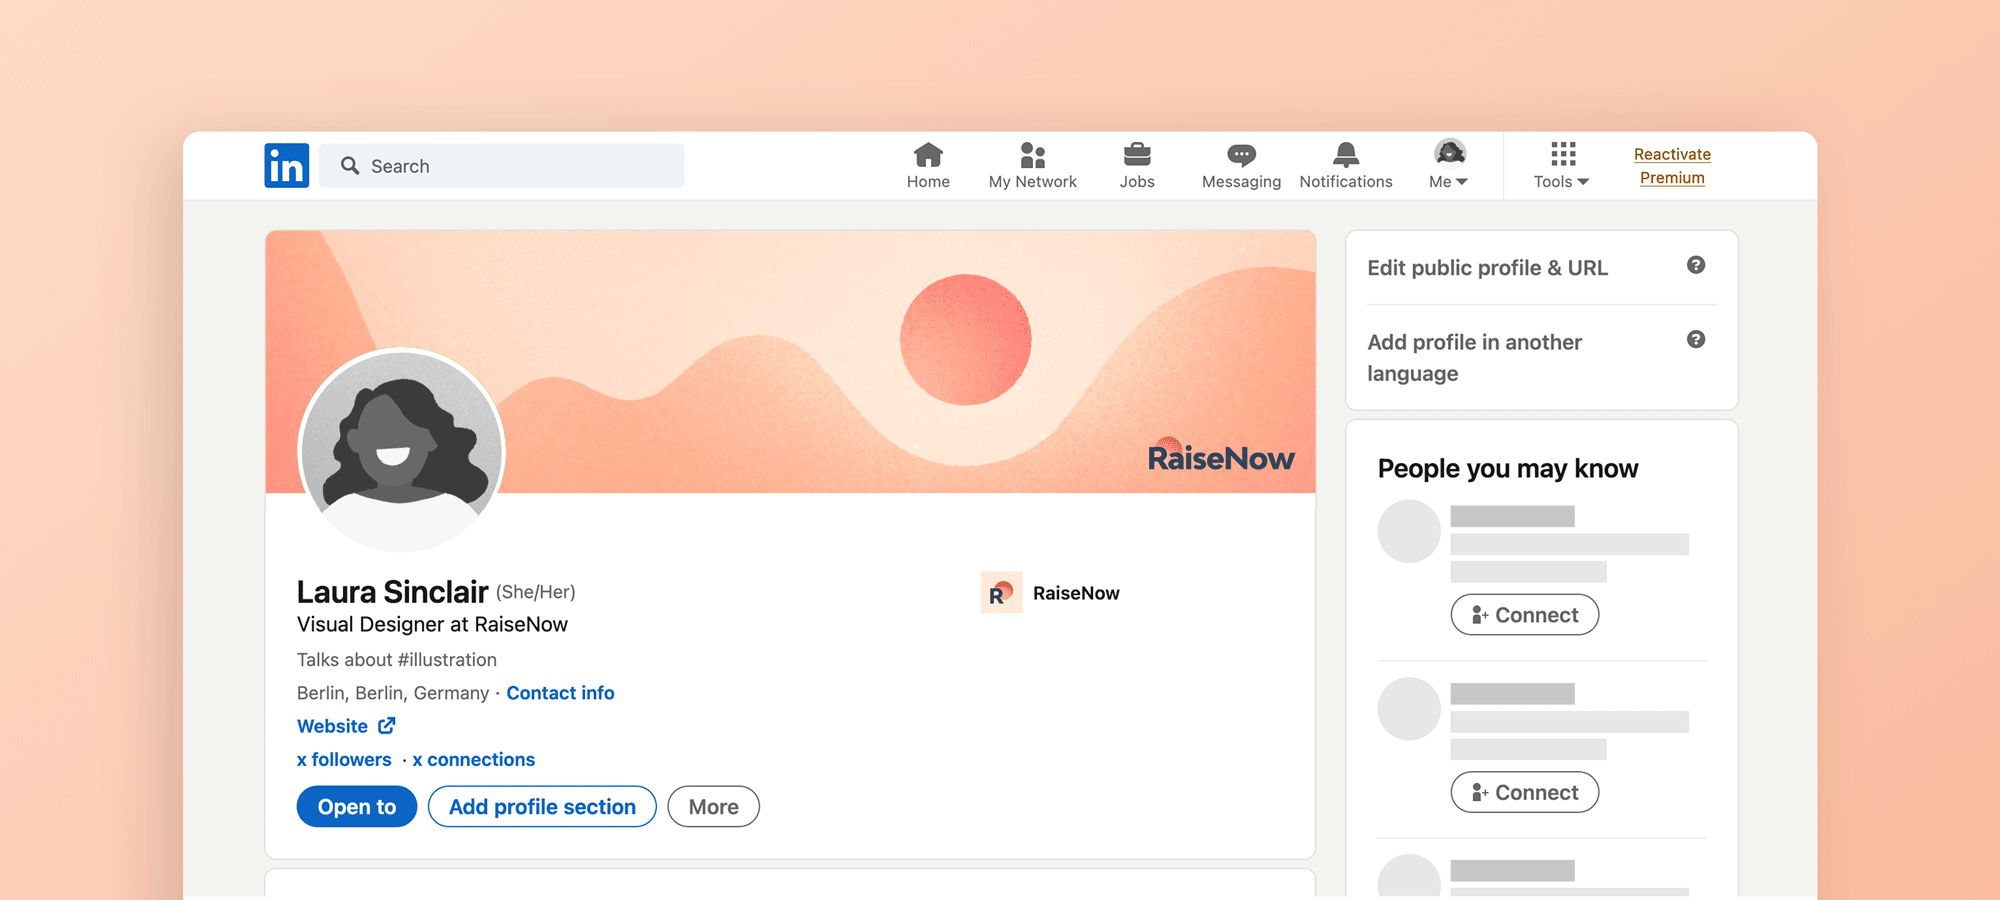 in
Search
Home
My Network
Jobs
Messaging
Notifications
Me
Tools
Reactivate
Premium
RaiseNow
Laura Sinclair (She/Her)
Visual Designer at RaiseNow
Talks about #illustration
Berlin, Berlin, Germany · Contact info
Website
x followers · x connections
Open to
Add profile section
More
R
RaiseNow
Edit public profile & URL
?
Add profile in another
language
?
People you may know
Connect
Connect